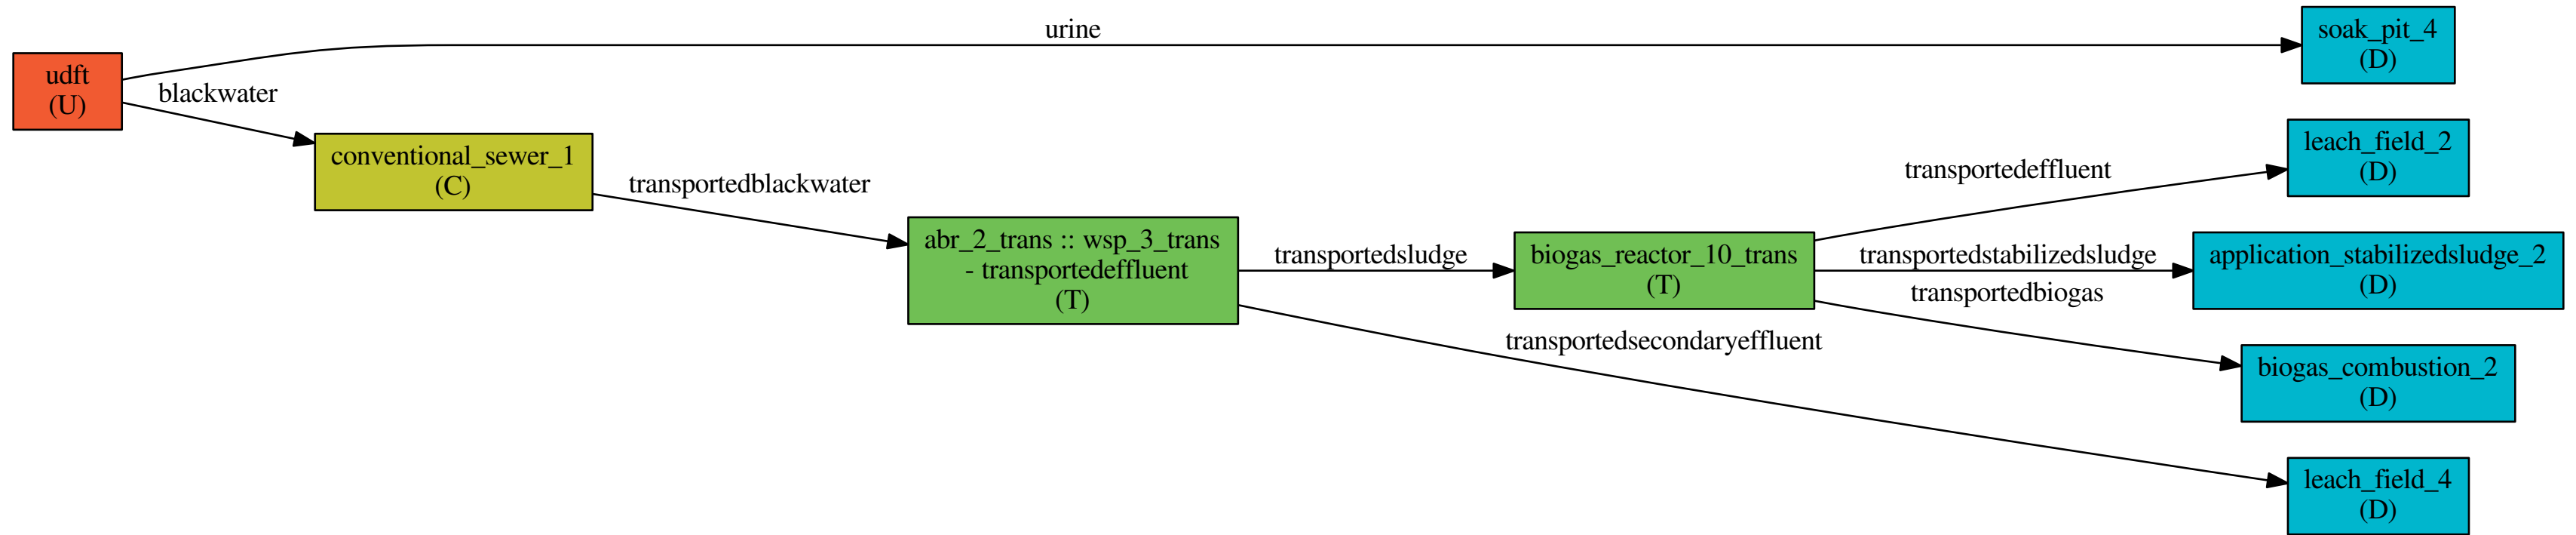 udft
(U)
urine
blackwater
conventional_sewer_1
(C)
transportedblackwater
abr_2_trans :: wsp_3_trans
- transportedeffluent
(T)
transportedsludge
transportedsecondaryeffluent
biogas_reactor_10_trans
(T)
transportedeffluent
transportedstabilizedsludge
transportedbiogas
soak_pit_4
(D)
leach_field_2
(D)
application_stabilizedsludge_2
(D)
biogas_combustion_2
(D)
leach_field_4
(D)